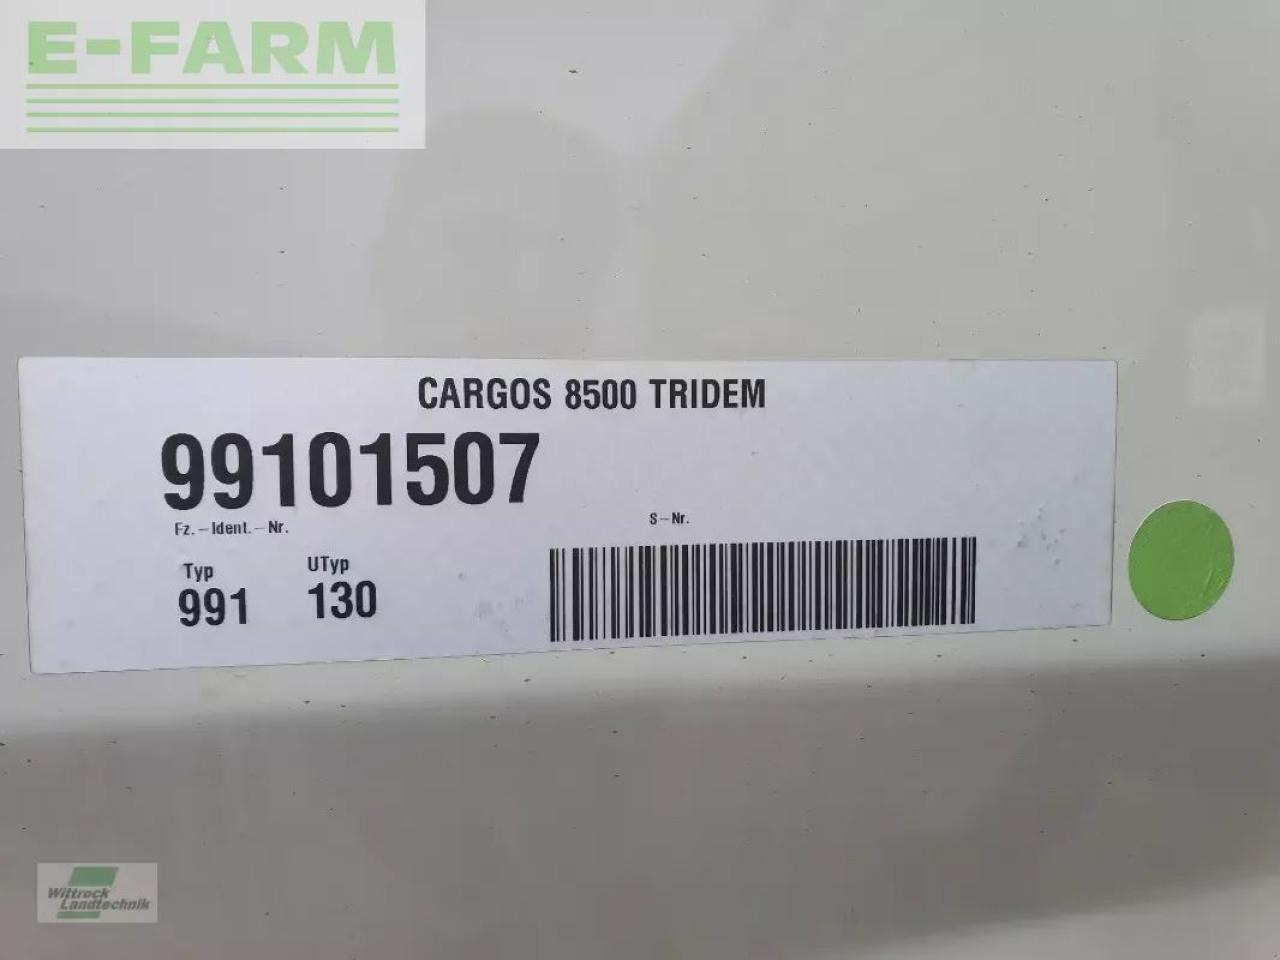 E-FARM
CARGOS 8500 TRIDEM
99101507
Fz.-Ident.-Nr.
S-Nr.
Typ UTyp
991 130
Wittrock
Landtechnik